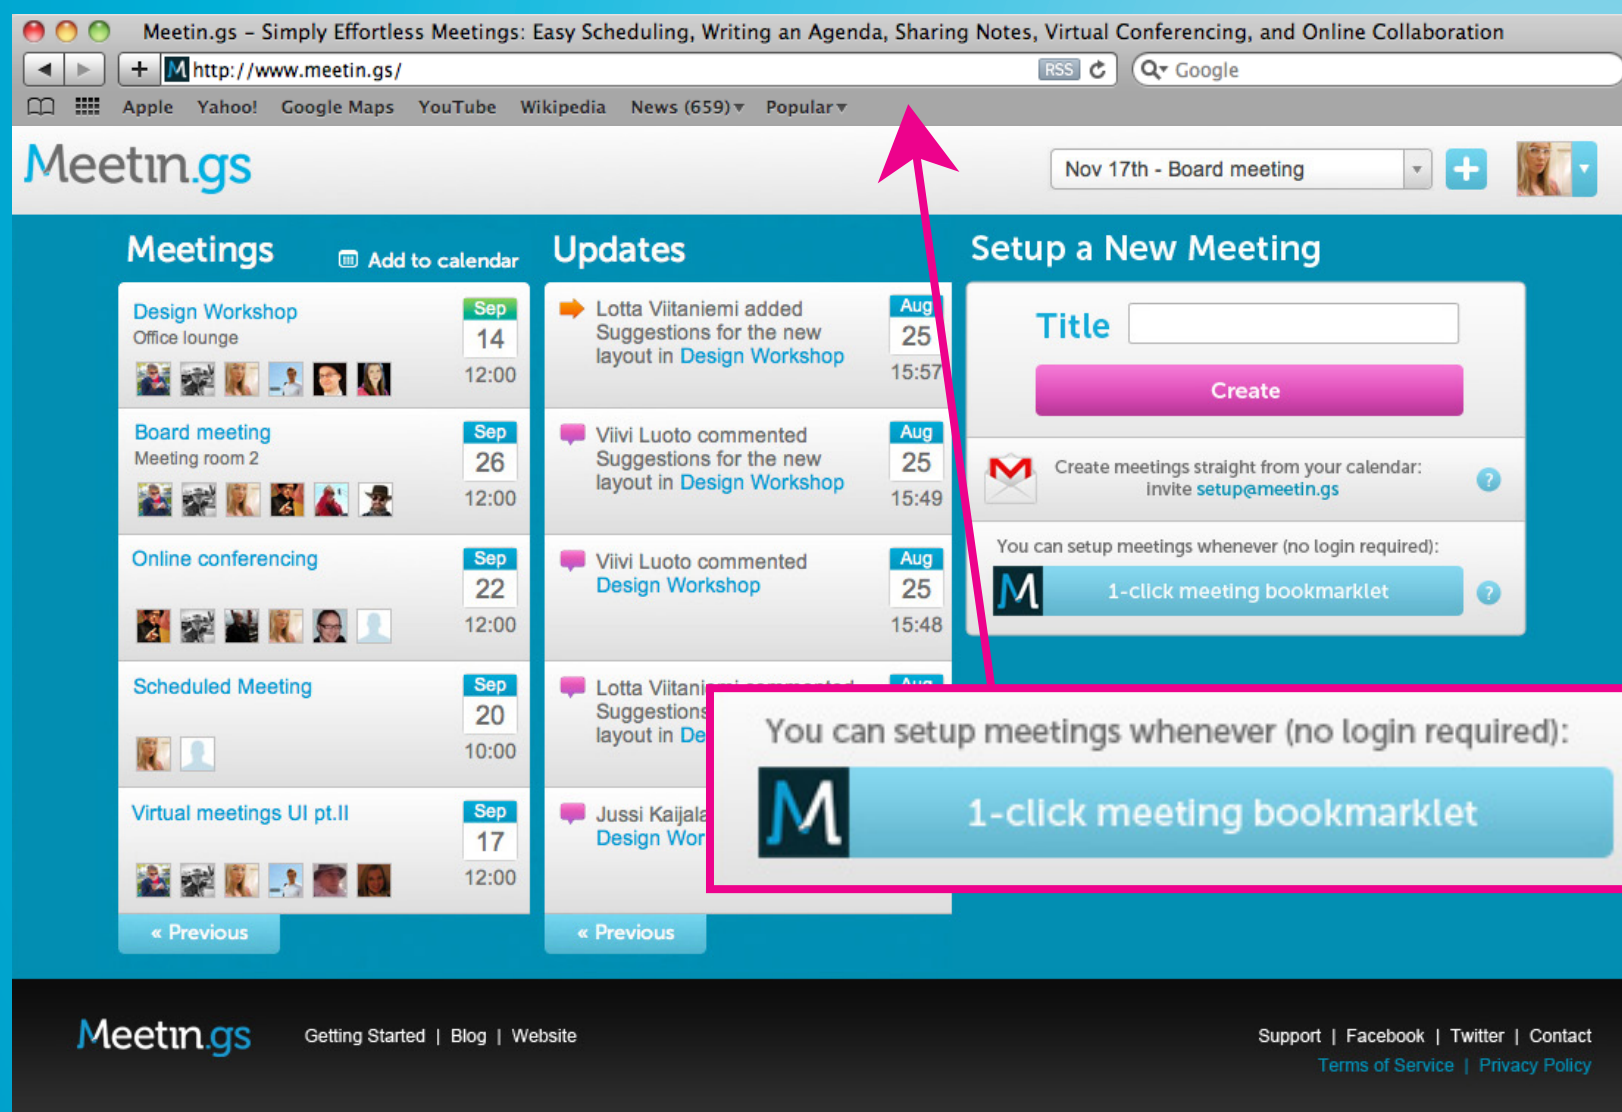 Meetin.gs – Simply Effortless Meetings: Easy Scheduling, Writing an Agenda, Sharing Notes, Virtual Conferencing, and Online Collaboration
http://www.meetin.gs/
RSS
Google
Apple Yahoo! Google Maps YouTube Wikipedia News (659) Popular
Meetin.gs
Nov 17th - Board meeting
Meetings
Add to calendar
Design Workshop
Office lounge
Sep
14
12:00
Board meeting
Meeting room 2
Sep
26
12:00
Online conferencing
Sep
22
12:00
Scheduled Meeting
Sep
20
10:00
Virtual meetings UI pt.II
Sep
17
12:00
« Previous
Updates
Lotta Viitaniemi added
Suggestions for the new
layout in Design Workshop
Aug
25
15:57
Viivi Luoto commented
Suggestions for the new
layout in Design Workshop
Aug
25
15:49
Viivi Luoto commented
Design Workshop
Aug
25
15:48
Lotta
Suggestions
layout in
Jussi Kaijala
Design
« Previous
Setup a New Meeting
Title
Create
Create meetings straight from your calendar:
invite setup@meetin.gs
?
You can setup meetings whenever (no login required):
M 1-click meeting bookmarklet
?
You can setup meetings whenever (no login required):
M 1-click meeting bookmarklet
Meetin.gs
Getting Started | Blog | Website
Support | Facebook | Twitter | Contact
Terms of Service | Privacy Policy